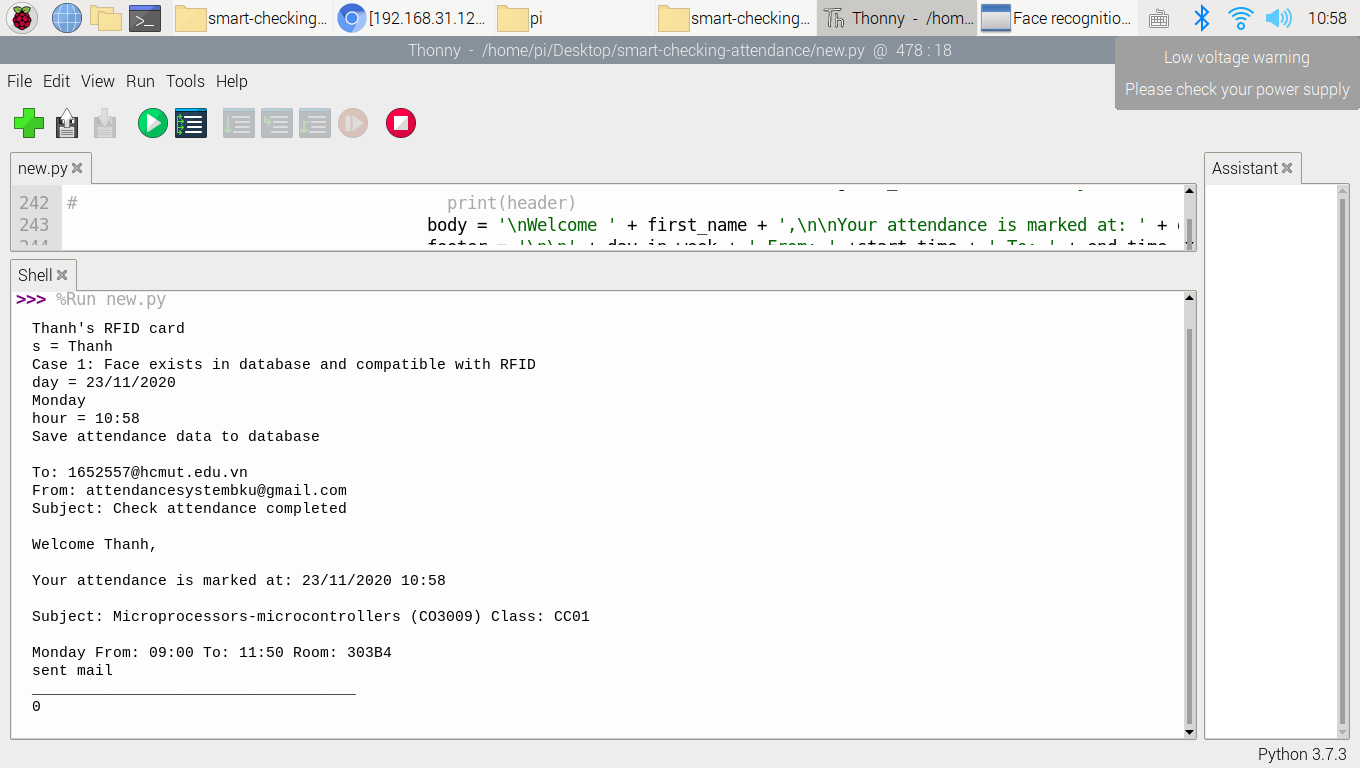 smart-checking... [192.168.31.12... pi smart-checking... Thonny - /hom... Face recognitio... 10:58
Thonny - /home/pi/Desktop/smart-checking-attendance/new.py @ 478 : 18
Low voltage warning
Please check your power supply
File Edit View Run Tools Help
new.py
Assistant
242 # print(header)
243 body = '\nWelcome ' + first_name + ',\n\nYour attendance is marked at: ' +
244 footer = '\n\n' + day_in_week + ' From: ' +start_time + ' To: ' + end_time
Shell
>>> %Run new.py
Thanh's RFID card
s = Thanh
Case 1: Face exists in database and compatible with RFID
day = 23/11/2020
Monday
hour = 10:58
Save attendance data to database
To: 1652557@hcmut.edu.vn
From: attendancesystembku@gmail.com
Subject: Check attendance completed
Welcome Thanh,
Your attendance is marked at: 23/11/2020 10:58
Subject: Microprocessors-microcontrollers (CO3009) Class: CC01
Monday From: 09:00 To: 11:50 Room: 303B4
sent mail
____________________________________
0
Python 3.7.3